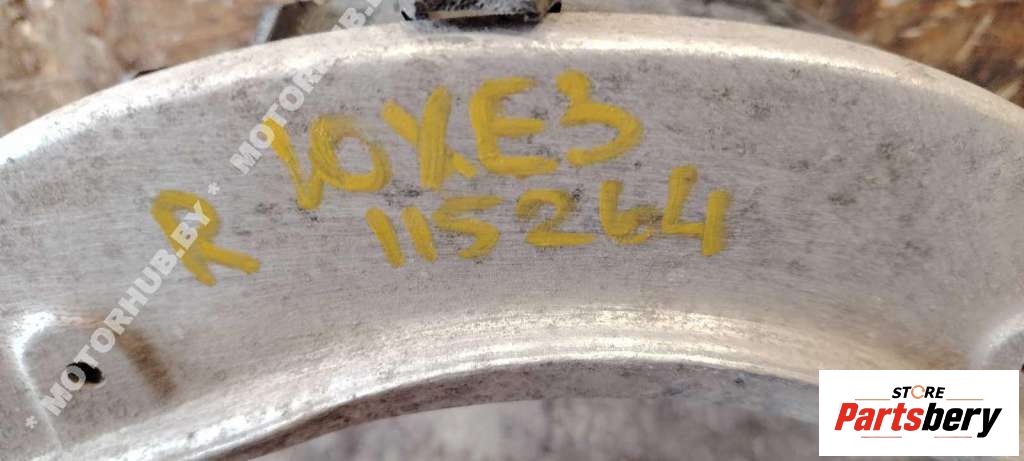 R 10XE3
115264
* MOTORHUB.BY * MOTORHUB.BY
STORE
Partsbery